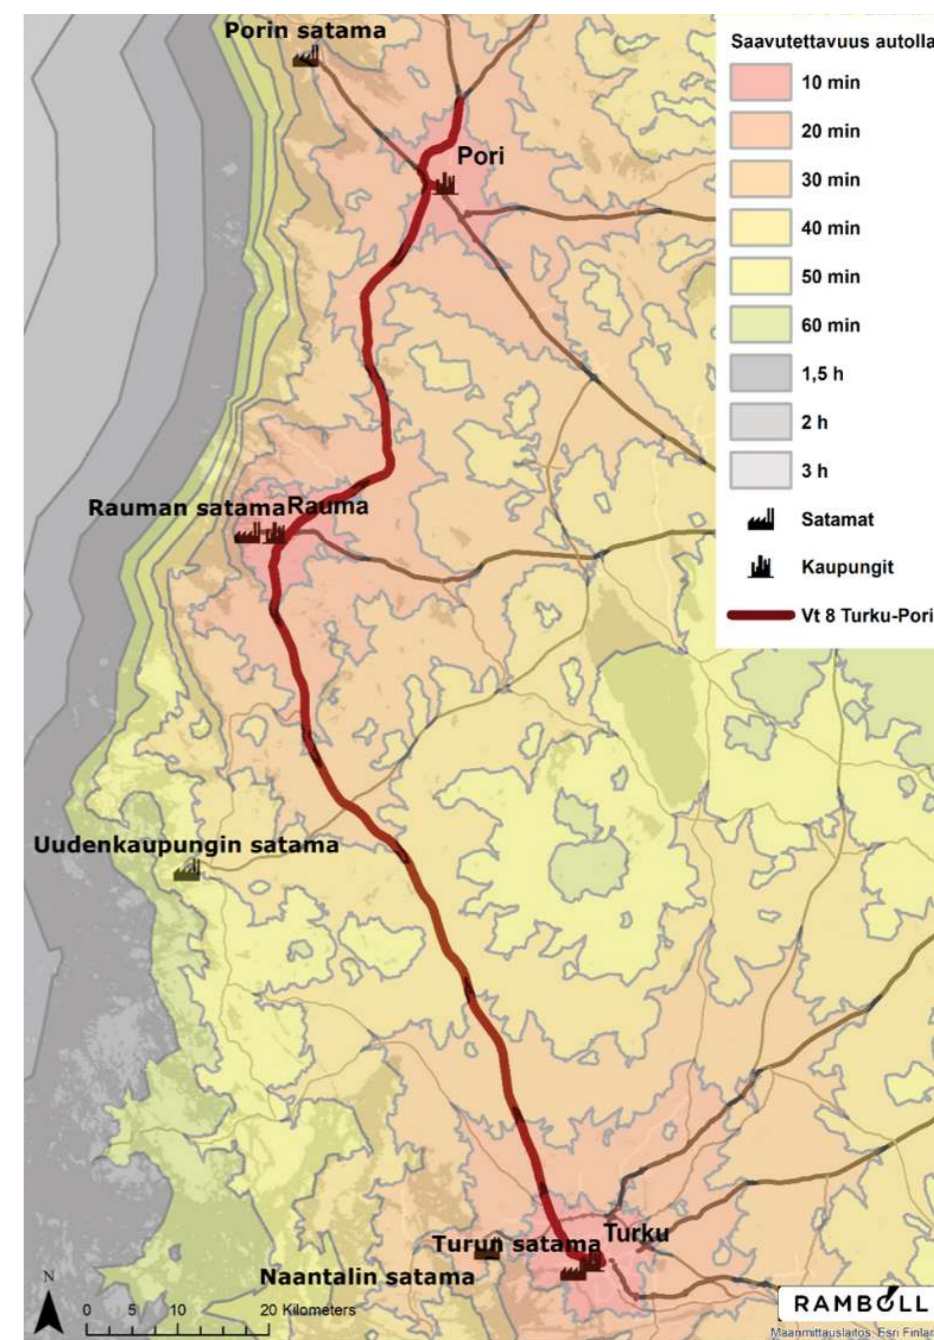 Porin satama
Pori
Rauman satama
Rauma
Uudenkaupungin satama
Turku
Turun satama
Naantalin satama
Saavutettavuus autolla
10 min
20 min
30 min
40 min
50 min
60 min
1,5 h
2 h
3 h
Satamat
Kaupungit
Vt 8 Turku-Pori
N
0 5 10 20 Kilometers
RAMBOLL
Maanmittauslaitos, Esri Finland